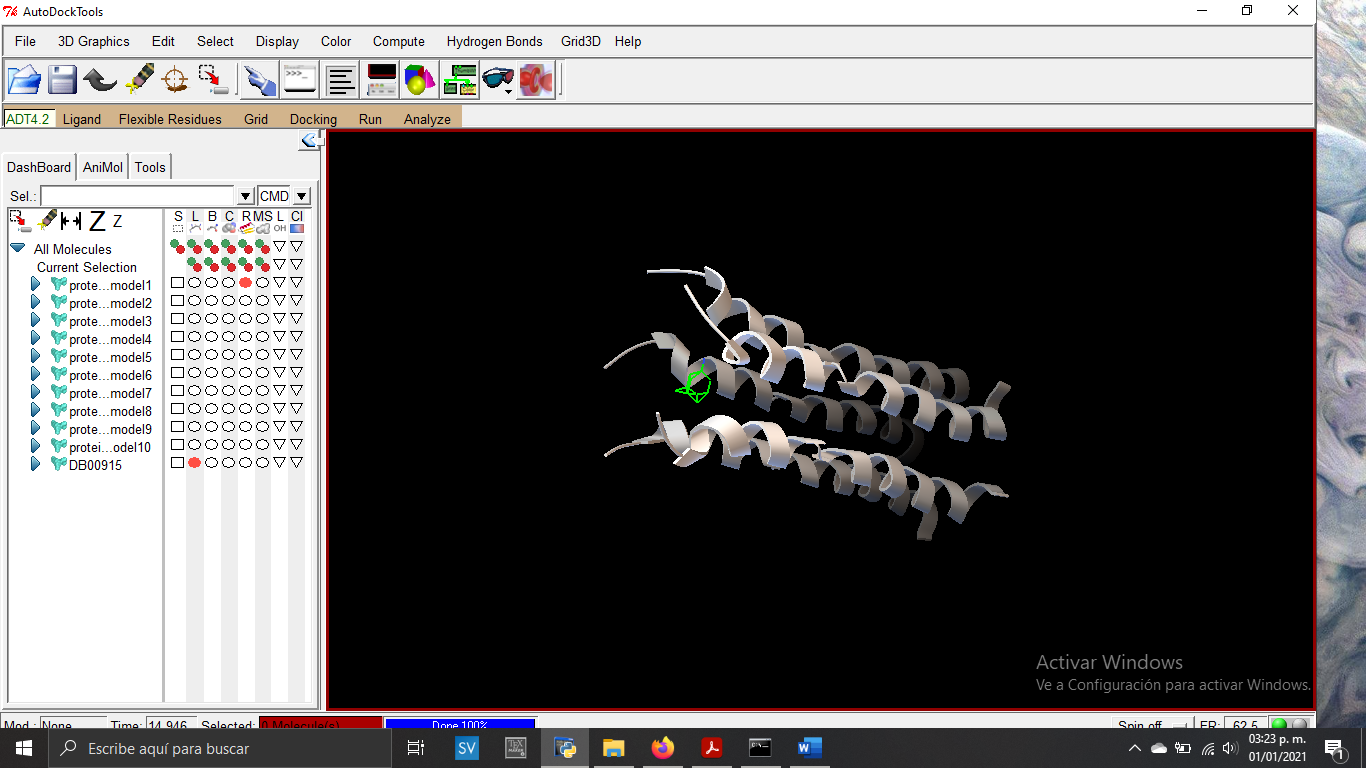 AutoDockTools
File 3D Graphics Edit Select Display Color Compute Hydrogen Bonds Grid3D Help
ADT4.2 Ligand Flexible Residues Grid Docking Run Analyze
DashBoard AniMol Tools
Sel.: CMD
Z Z S L B C R MS L Cl
OH
All Molecules
Current Selection
prote...model1
prote...model2
prote...model3
prote...model4
prote...model5
prote...model6
prote...model7
prote...model8
prote...model9
protei...odel10
DB00915
Activar Windows
Ve a Configuración para activar Windows.
Mod.: None Time: 14.946 Selected: 0 Molecule(s) Done 100% Spin off FR: 62.5
Escribe aquí para buscar
SV
03:23 p. m.
01/01/2021
1